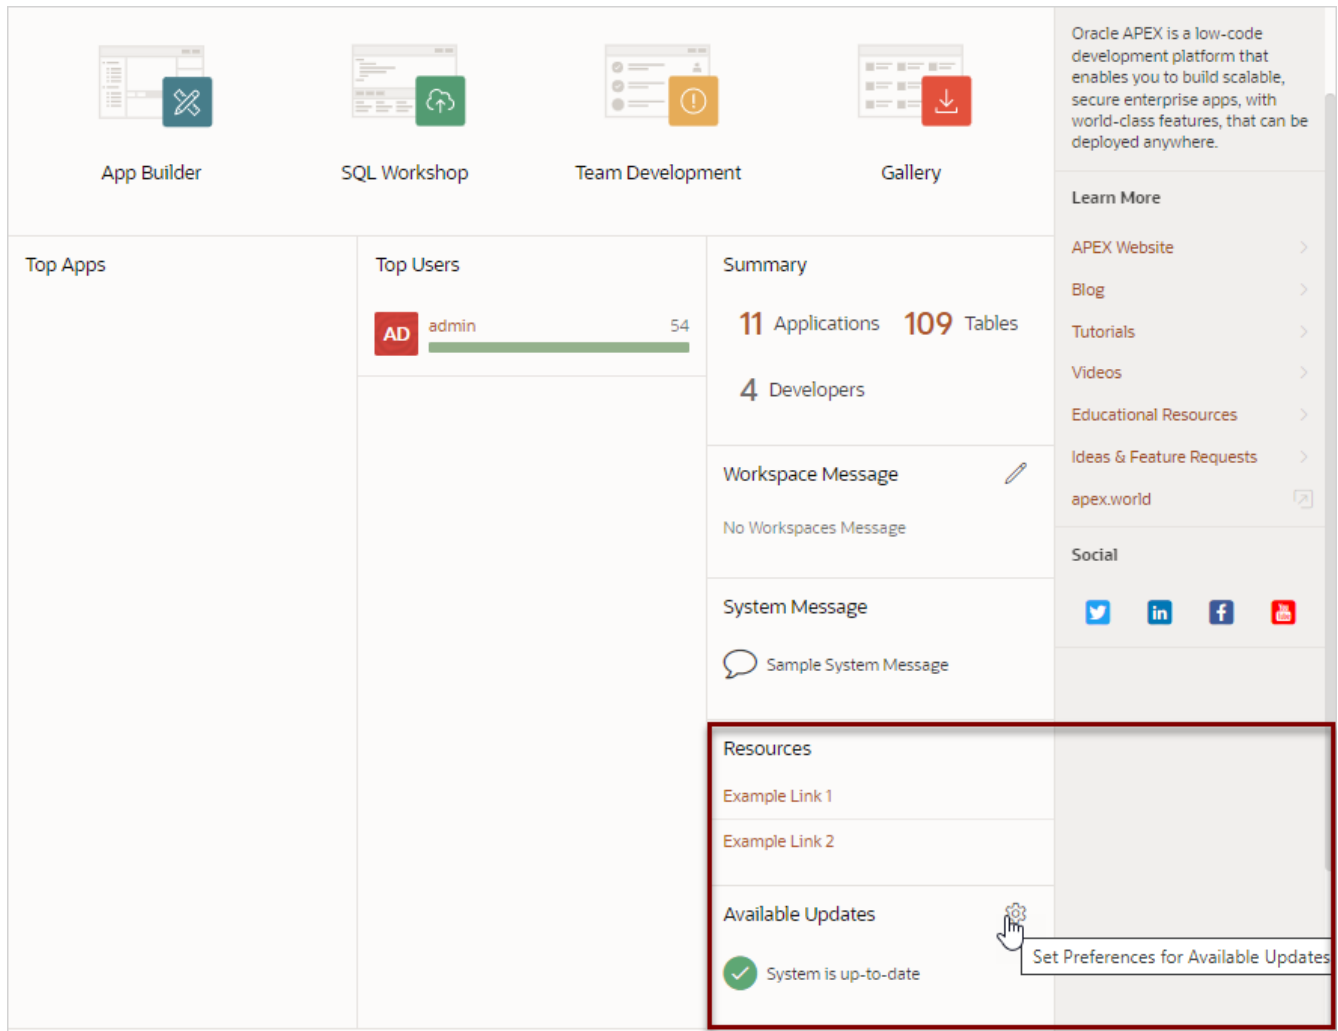 App Builder
SQL Workshop
Team Development
Gallery
Top Apps
Top Users
AD
admin
54
Summary
11 Applications
109 Tables
4 Developers
Workspace Message
No Workspaces Message
System Message
Sample System Message
Resources
Example Link 1
Example Link 2
Available Updates
Set Preferences for Available Updates
System is up-to-date
Oracle APEX is a low-code
development platform that
enables you to build scalable,
secure enterprise apps, with
world-class features, that can be
deployed anywhere.
Learn More
APEX Website
Blog
Tutorials
Videos
Educational Resources
Ideas & Feature Requests
apex.world
Social
in
f